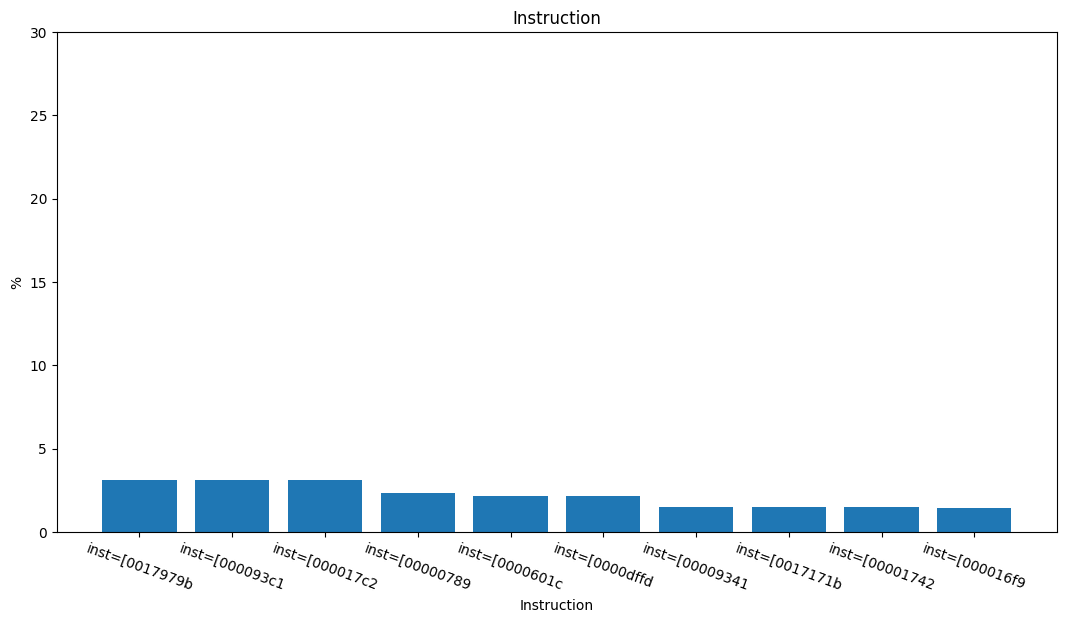 Instruction
30
25
20
15
10
5
0
%
inst=[0017979b
inst=[000093c1
inst=[000017c2
inst=[00000789
inst=[0000601c
inst=[0000dffd
inst=[00009341
inst=[0017171b
inst=[00001742
inst=[000016f9
Instruction